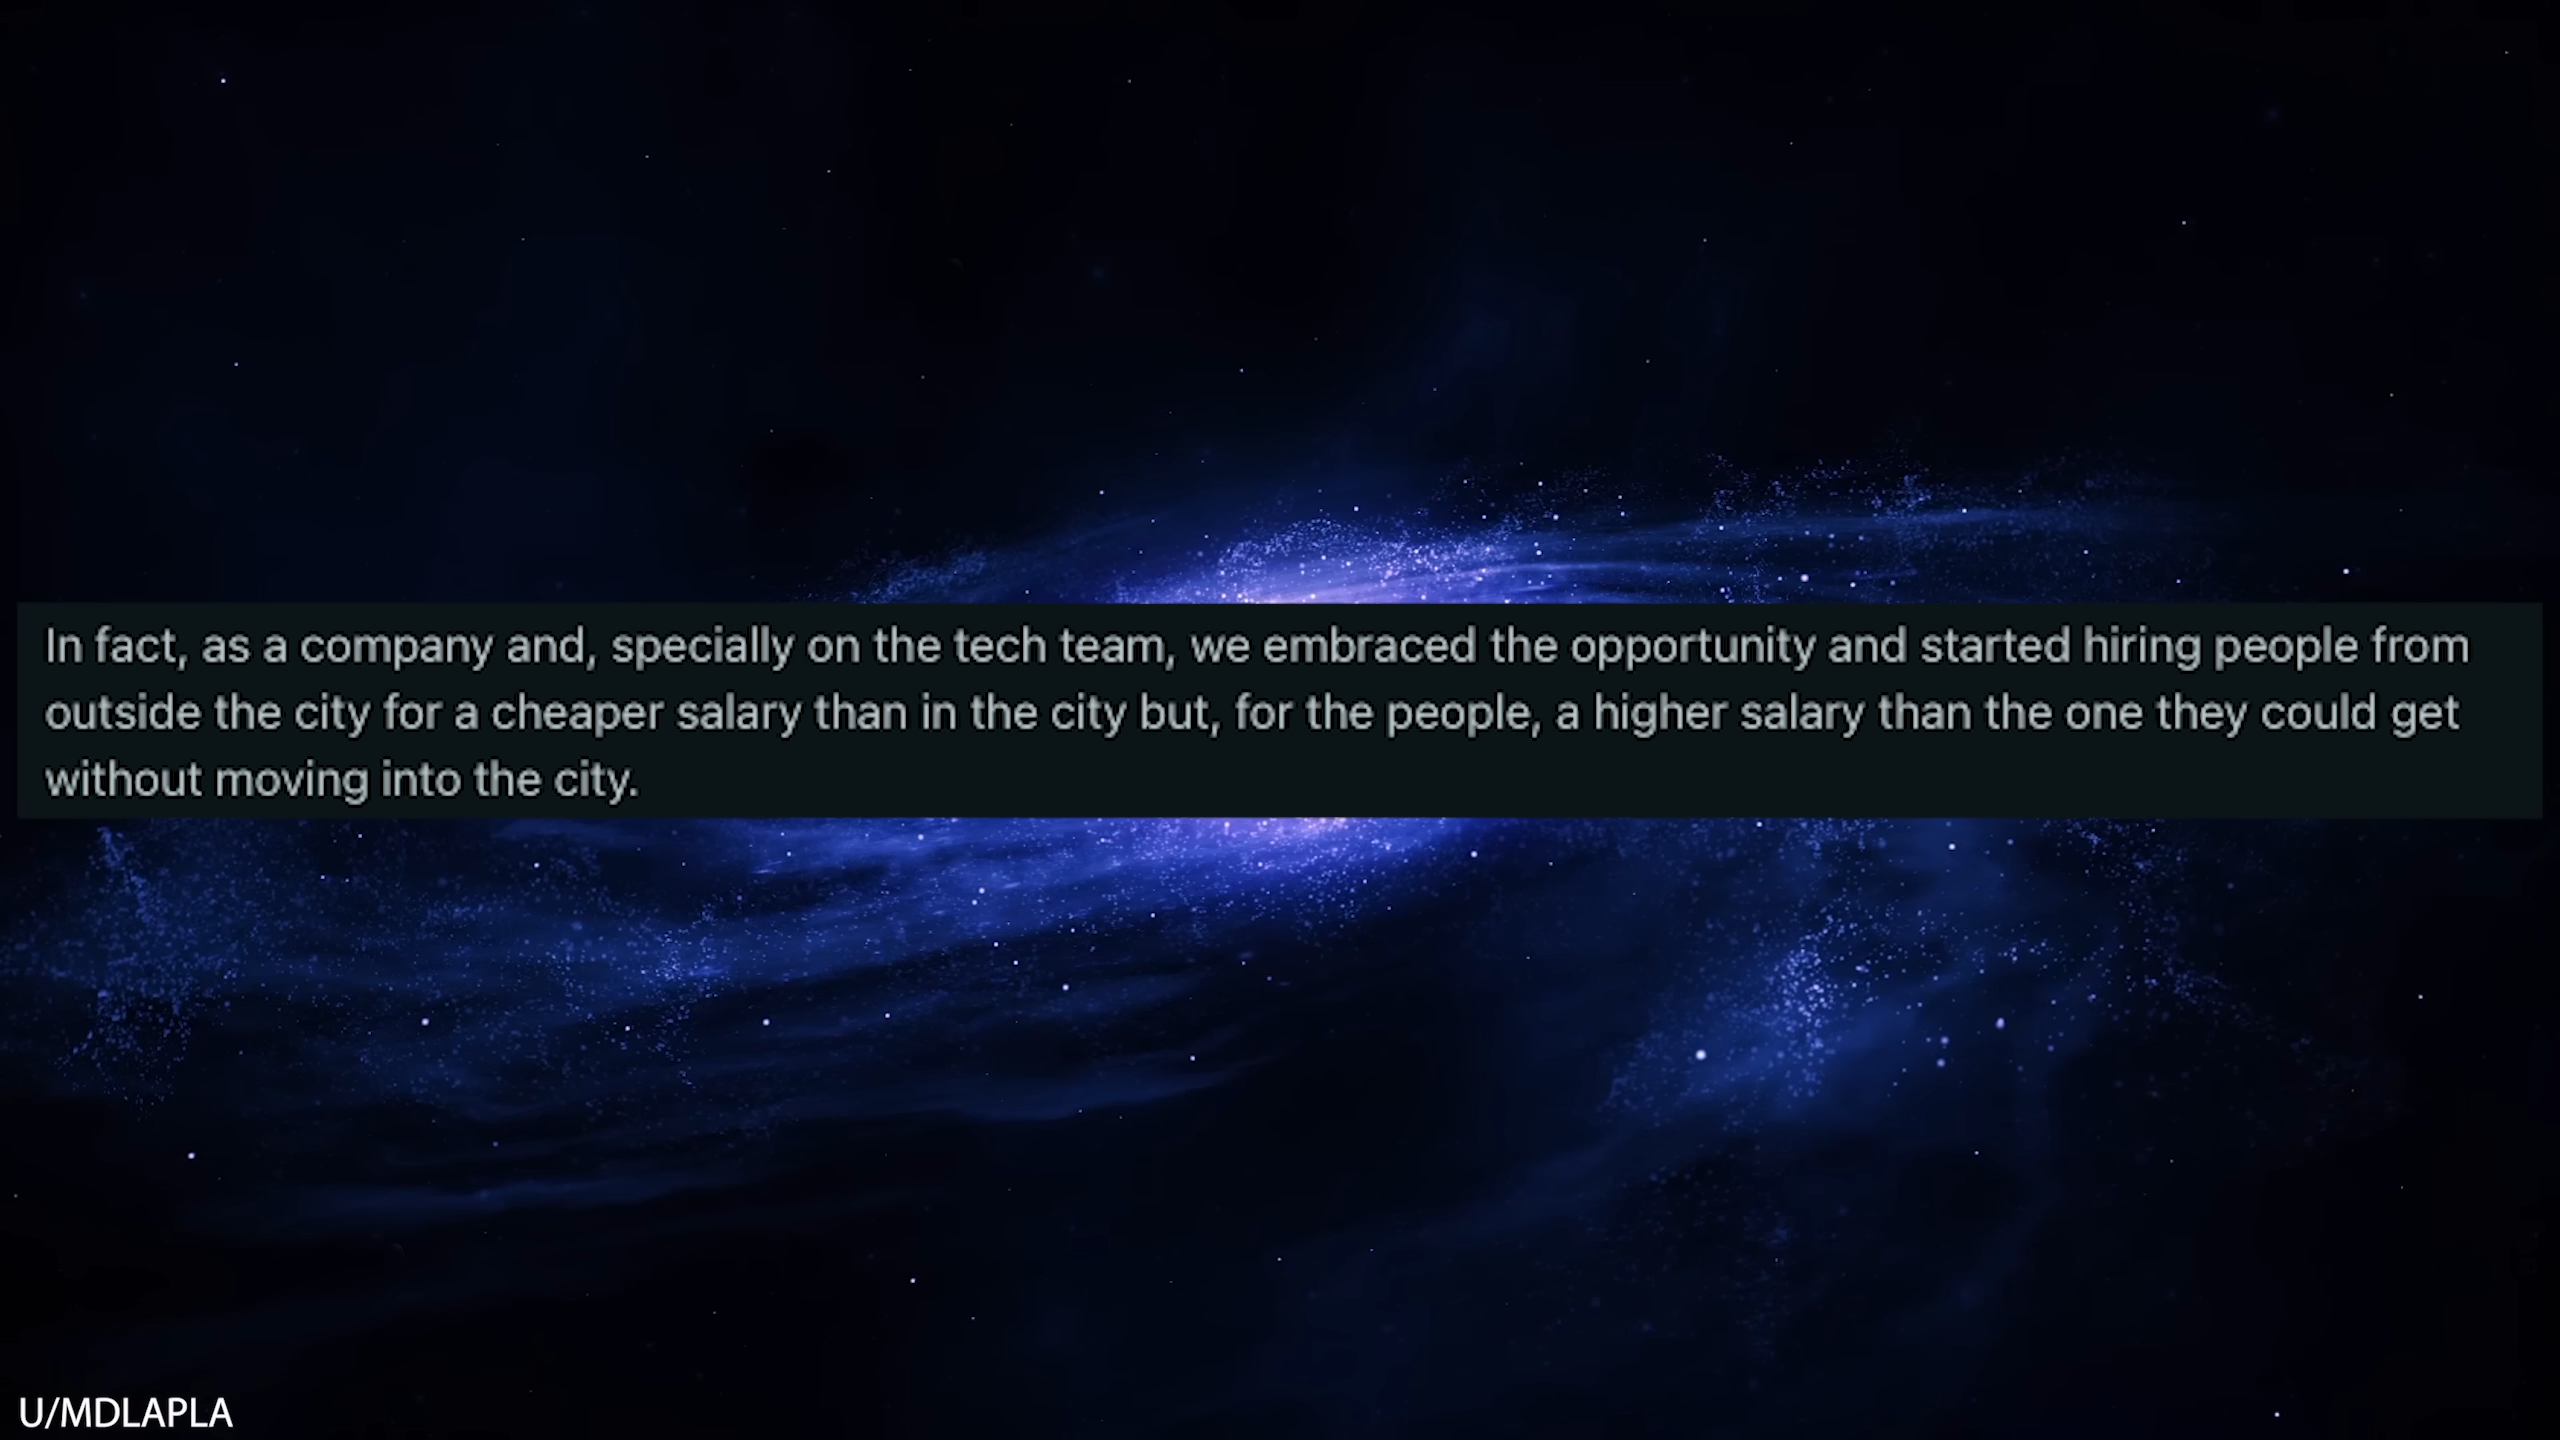 In fact, as a company and, specially on the tech team, we embraced the opportunity and started hiring people from
outside the city for a cheaper salary than in the city but, for the people, a higher salary than the one they could get
without moving into the city.
U/MDLAPLA